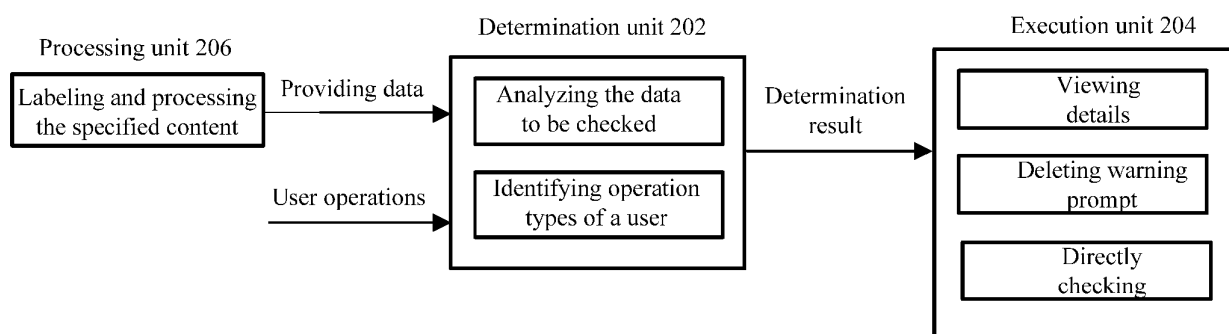 Processing unit 206
Labeling and processing
the specified content
Providing data
User operations
Determination unit 202
Analyzing the data
to be checked
Identifying operation
types of a user
Determination
result
Execution unit 204
Viewing
details
Deleting warning
prompt
Directly
checking